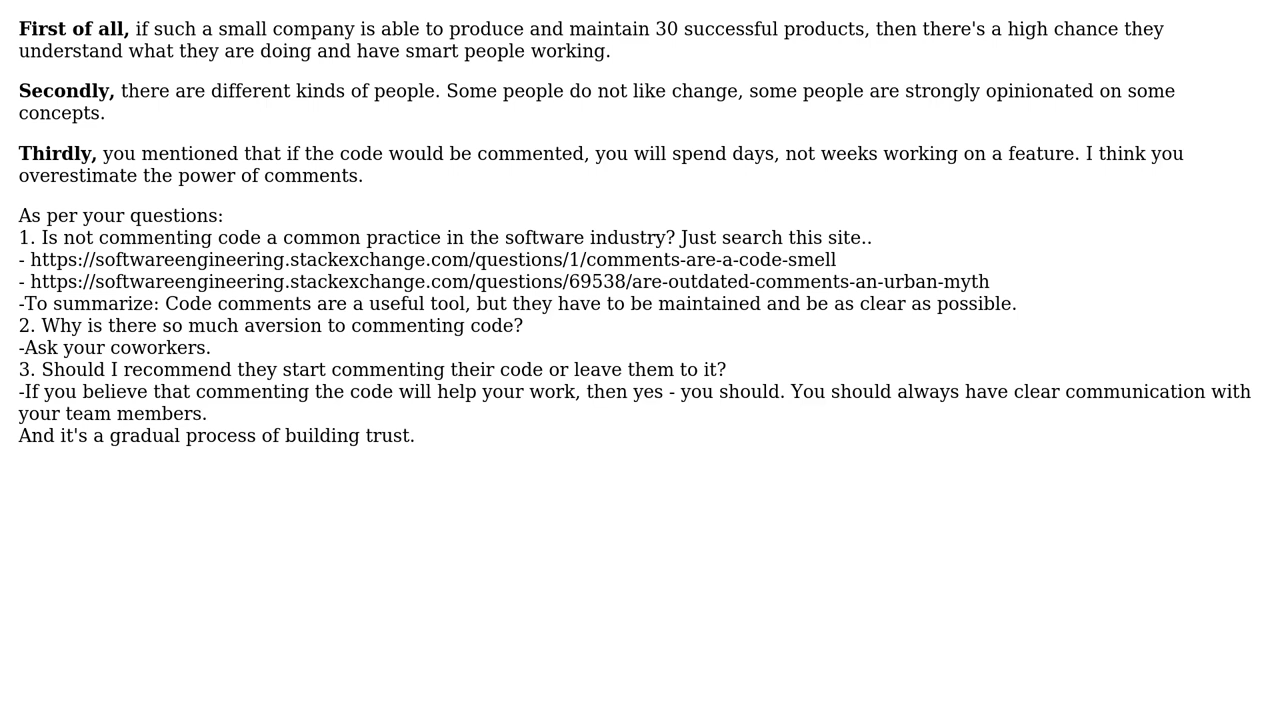 First of all, if such a small company is able to produce and maintain 30 successful products, then there's a high chance they
understand what they are doing and have smart people working.
Secondly, there are different kinds of people. Some people do not like change, some people are strongly opinionated on some
concepts.
Thirdly, you mentioned that if the code would be commented, you will spend days, not weeks working on a feature. I think you
overestimate the power of comments.
As per your questions:
1. Is not commenting code a common practice in the software industry? Just search this site..
- https://softwareengineering.stackexchange.com/questions/1/comments-are-a-code-smell
- https://softwareengineering.stackexchange.com/questions/69538/are-outdated-comments-an-urban-myth
-To summarize: Code comments are a useful tool, but they have to be maintained and be as clear as possible.
2. Why is there so much aversion to commenting code?
-Ask your coworkers.
3. Should I recommend they start commenting their code or leave them to it?
-If you believe that commenting the code will help your work, then yes - you should. You should always have clear communication with
your team members.
And it's a gradual process of building trust.